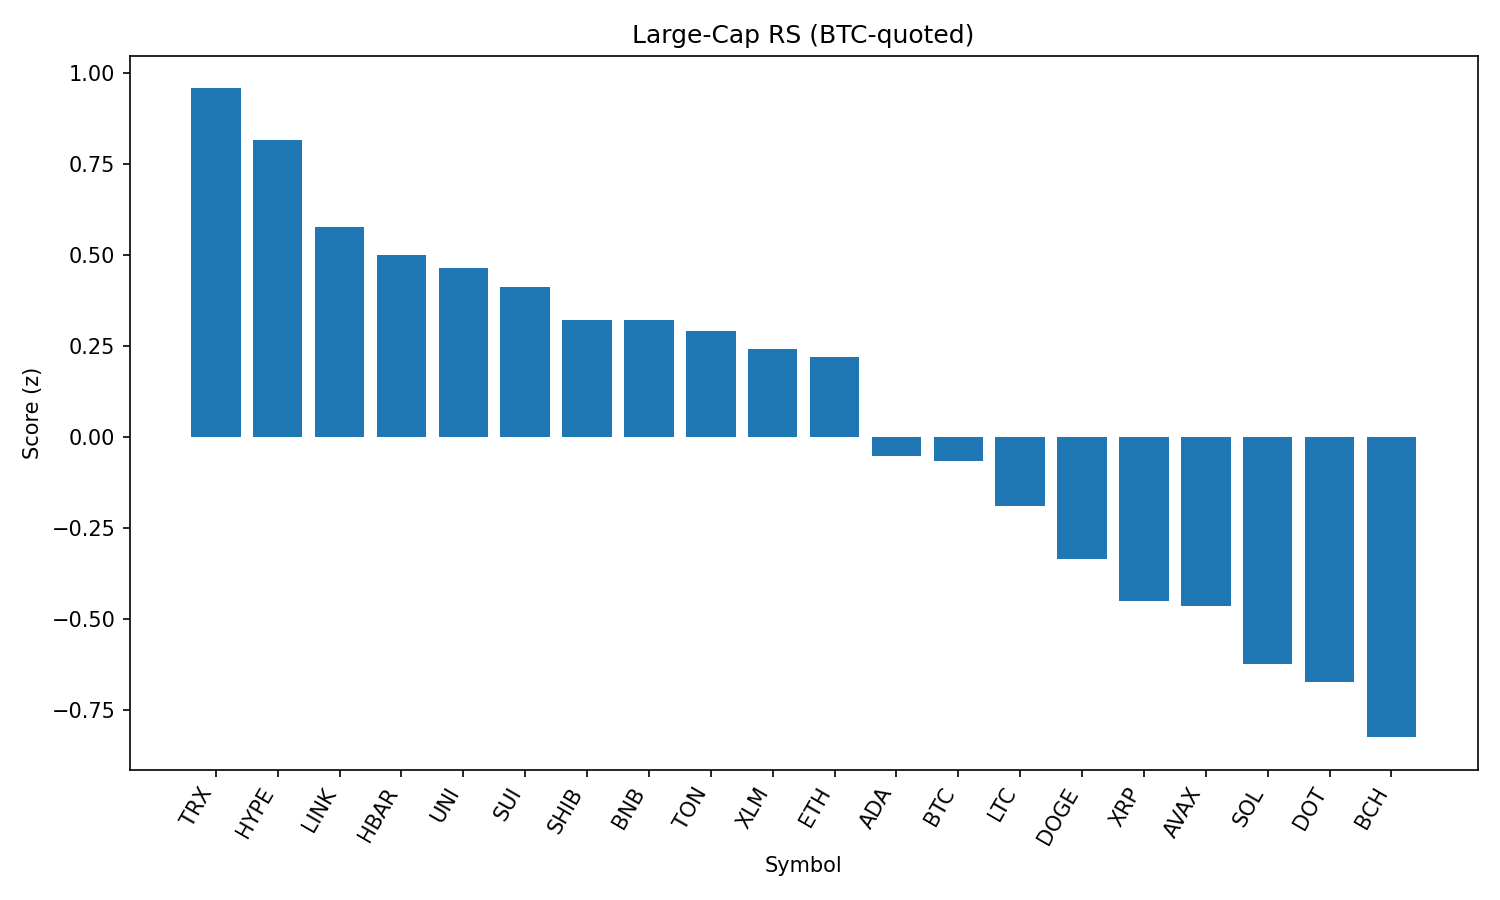 Large-Cap RS (BTC-quoted)
1.00
0.75
0.50
0.25
0.00
−0.25
−0.50
−0.75
Score (z)
TRX
HYPE
LINK
HBAR
UNI
SUI
SHIB
BNB
TON
XLM
ETH
ADA
BTC
LTC
DOGE
XRP
AVAX
SOL
DOT
BCH
Symbol